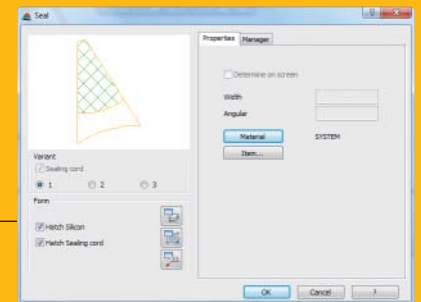 Seal
Properties
Manager
Determine on screen
Width
Angular
Material
SYSTEM
Item...
Variant
Sealing cord
1
2
3
Form
Hatch Silicon
Hatch Sealing cord
OK
Cancel
?